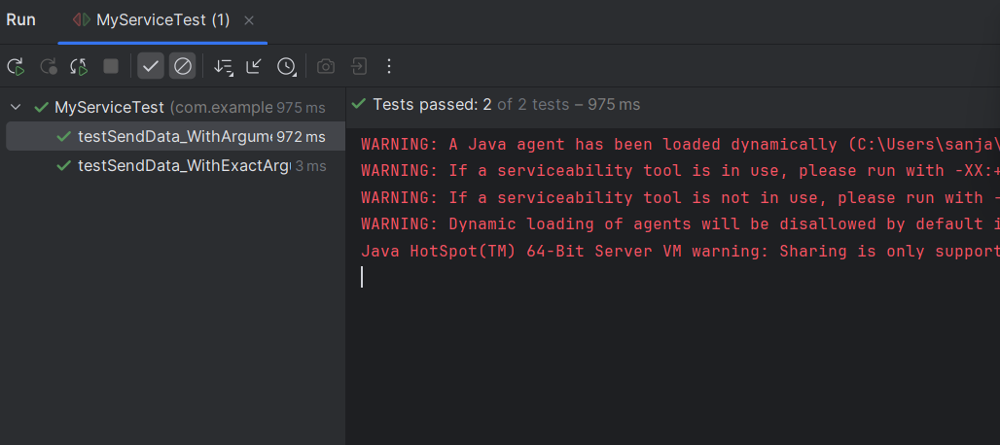 Run MyServiceTest (1)
MyServiceTest (com.example 975 ms
testSendData_WithArgume 972 ms
testSendData_WithExactArgu 3 ms
Tests passed: 2 of 2 tests – 975 ms
WARNING: A Java agent has been loaded dynamically (C:\Users\sanja\
WARNING: If a serviceability tool is in use, please run with -XX:+
WARNING: If a serviceability tool is not in use, please run with -
WARNING: Dynamic loading of agents will be disallowed by default i
Java HotSpot(TM) 64-Bit Server VM warning: Sharing is only support